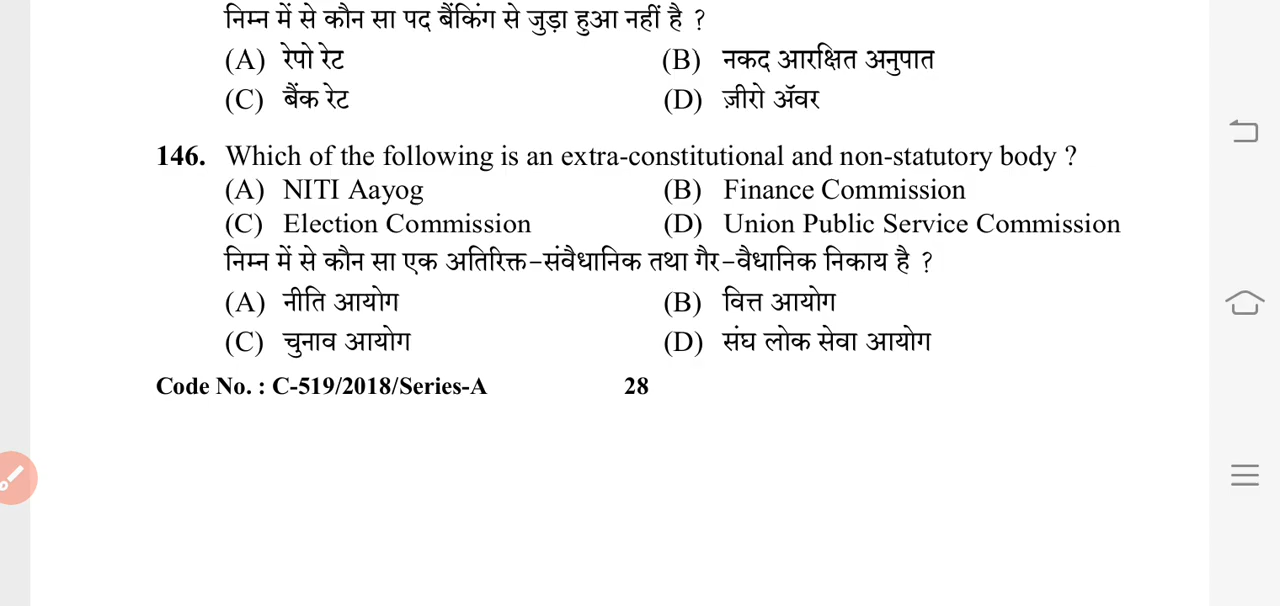 निम्न में से कौन सा पद बैंकिंग से जुड़ा हुआ नहीं है ?
(A) रेपो रेट (B) नकद आरक्षित अनुपात
(C) बैंक रेट (D) ज़ीरो ॲवर
146. Which of the following is an extra-constitutional and non-statutory body ?
(A) NITI Aayog (B) Finance Commission
(C) Election Commission (D) Union Public Service Commission
निम्न में से कौन सा एक अतिरिक्त-संवैधानिक तथा गैर-वैधानिक निकाय है ?
(A) नीति आयोग (B) वित्त आयोग
(C) चुनाव आयोग (D) संघ लोक सेवा आयोग
Code No. : C-519/2018/Series-A 28